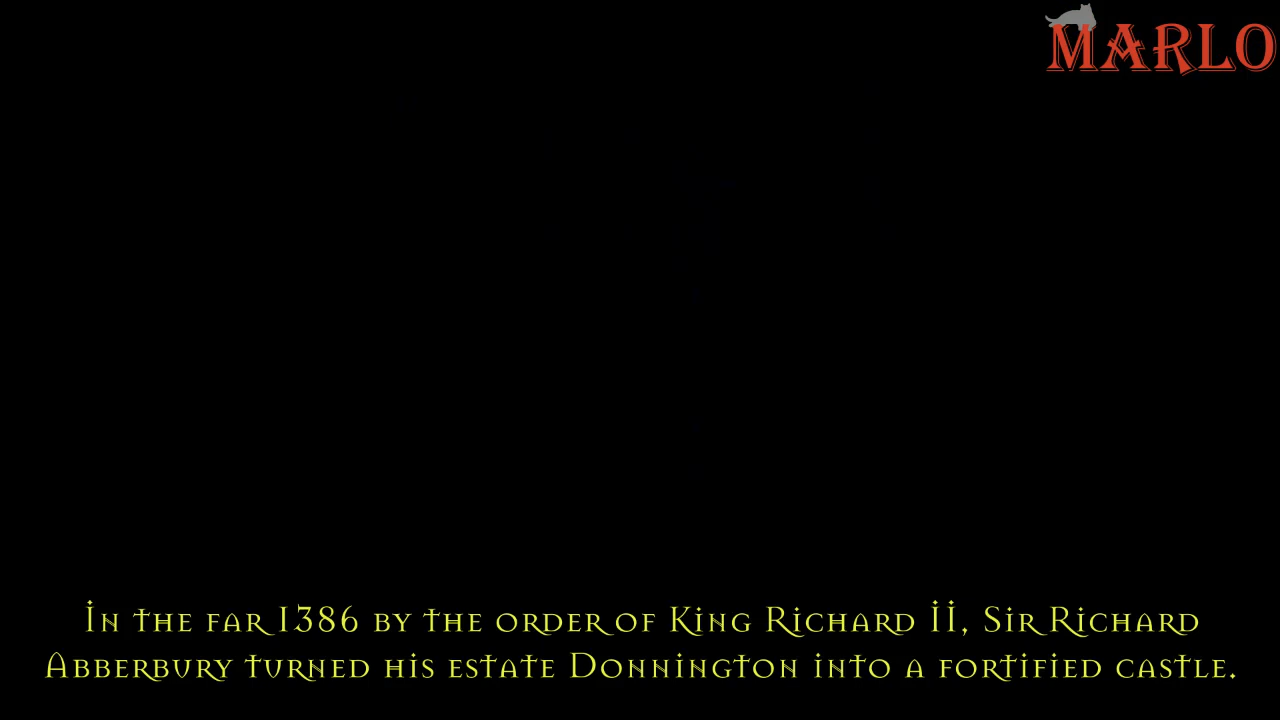 MARLO
In the far 1386 by the order of King Richard II, Sir Richard
Abberbury turned his estate Donnington into a fortified castle.